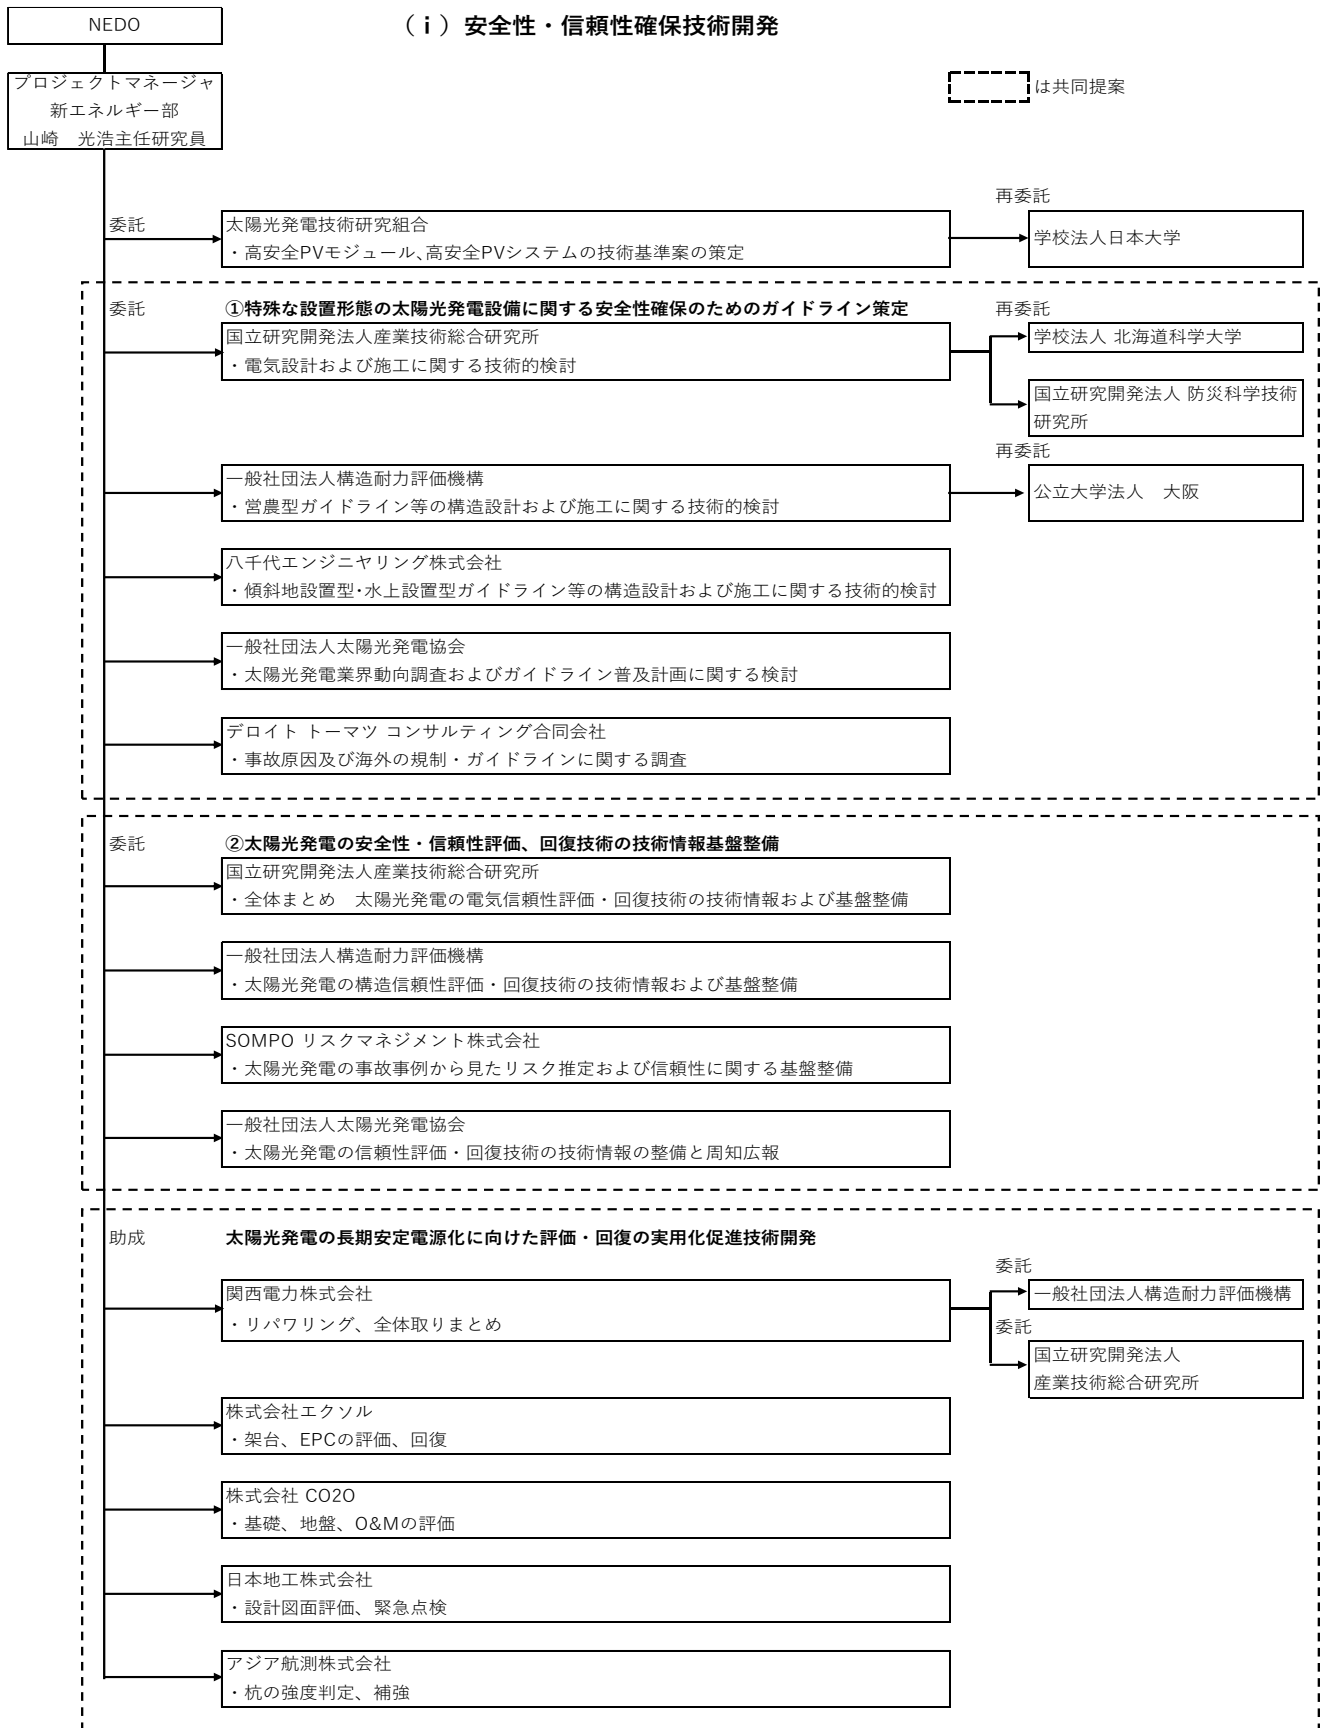 NEDO
(ⅰ)安全性・信頼性確保技術開発
プロジェクトマネージャ
新エネルギー部
山崎 光浩主任研究員
は共同提案
委託
太陽光発電技術研究組合
・高安全PVモジュール、高安全PVシステムの技術基準案の策定
再委託
学校法人日本大学
委託
①特殊な設置形態の太陽光発電設備に関する安全性確保のためのガイドライン策定
国立研究開発法人産業技術総合研究所
・電気設計および施工に関する技術的検討
再委託
学校法人 北海道科学大学
国立研究開発法人 防災科学技術
研究所
一般社団法人構造耐力評価機構
・営農型ガイドライン等の構造設計および施工に関する技術的検討
再委託
公立大学法人 大阪
八千代エンジニヤリング株式会社
・傾斜地設置型・水上設置型ガイドライン等の構造設計および施工に関する技術的検討
一般社団法人太陽光発電協会
・太陽光発電業界動向調査およびガイドライン普及計画に関する検討
デロイト トーマツ コンサルティング合同会社
・事故原因及び海外の規制・ガイドラインに関する調査
委託
②太陽光発電の安全性・信頼性評価、回復技術の技術情報基盤整備
国立研究開発法人産業技術総合研究所
・全体まとめ 太陽光発電の電気信頼性評価・回復技術の技術情報および基盤整備
一般社団法人構造耐力評価機構
・太陽光発電の構造信頼性評価・回復技術の技術情報および基盤整備
SOMPO リスクマネジメント株式会社
・太陽光発電の事故事例から見たリスク推定および信頼性に関する基盤整備
一般社団法人太陽光発電協会
・太陽光発電の信頼性評価・回復技術の技術情報の整備と周知広報
助成
太陽光発電の長期安定電源化に向けた評価・回復の実用化促進技術開発
関西電力株式会社
・リパワリング、全体取りまとめ
委託
一般社団法人構造耐力評価機構
委託
国立研究開発法人
産業技術総合研究所
株式会社エクソル
・架台、EPCの評価、回復
株式会社 CO2O
・基礎、地盤、O&Mの評価
日本地工株式会社
・設計図面評価、緊急点検
アジア航測株式会社
・杭の強度判定、補強